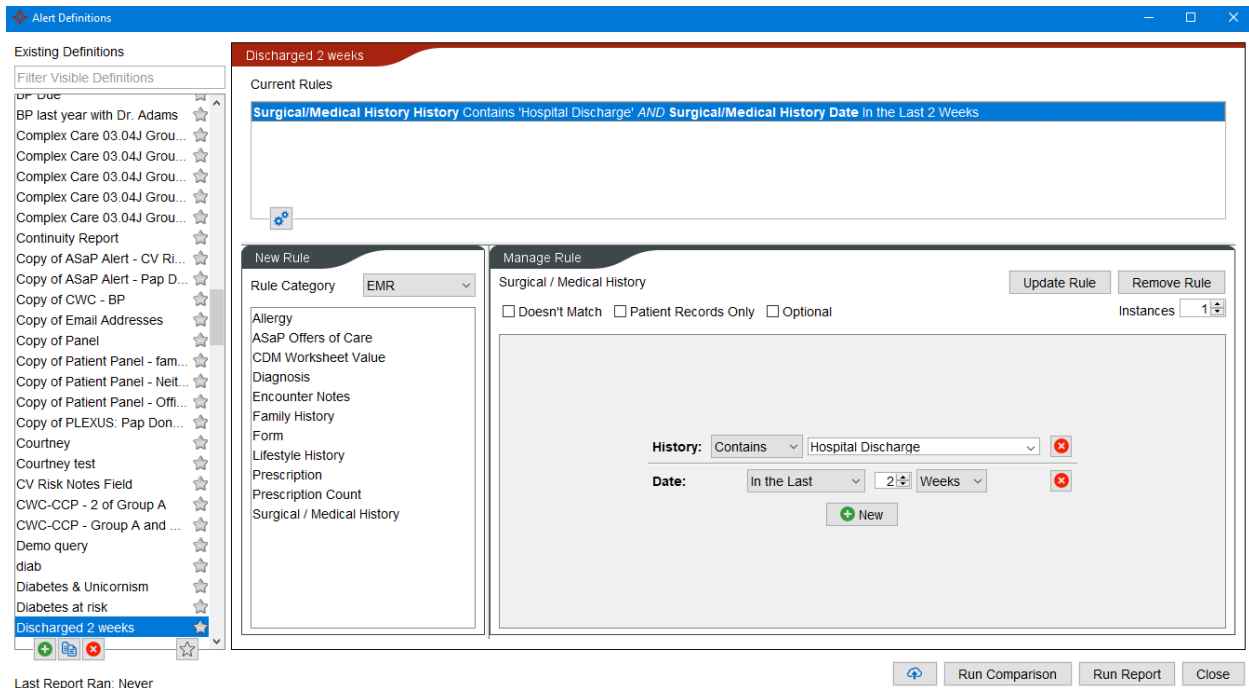 Alert Definitions
Existing Definitions
Filter Visible Definitions
BP Due
BP last year with Dr. Adams
Complex Care 03.04J Grou...
Complex Care 03.04J Grou...
Complex Care 03.04J Grou...
Complex Care 03.04J Grou...
Complex Care 03.04J Grou...
Continuity Report
Copy of ASaP Alert - CV Ri...
Copy of ASaP Alert - Pap D...
Copy of CWC - BP
Copy of Email Addresses
Copy of Panel
Copy of Patient Panel - fam...
Copy of Patient Panel - Neit...
Copy of Patient Panel - Offi...
Copy of PLEXUS: Pap Don...
Courtney
Courtney test
CV Risk Notes Field
CWC-CCP - 2 of Group A
CWC-CCP - Group A and ...
Demo query
diab
Diabetes & Unicornism
Diabetes at risk
Discharged 2 weeks
Last Report Ran: Never
Discharged 2 weeks
Current Rules
Surgical/Medical History History Contains 'Hospital Discharge' AND Surgical/Medical History Date In the Last 2 Weeks
New Rule
Rule Category EMR
Allergy
ASaP Offers of Care
CDM Worksheet Value
Diagnosis
Encounter Notes
Family History
Form
Lifestyle History
Prescription
Prescription Count
Surgical / Medical History
Manage Rule
Surgical / Medical History Update Rule Remove Rule
Doesn't Match Patient Records Only Optional Instances 1
History: Contains Hospital Discharge
Date: In the Last 2 Weeks
New
Run Comparison Run Report Close